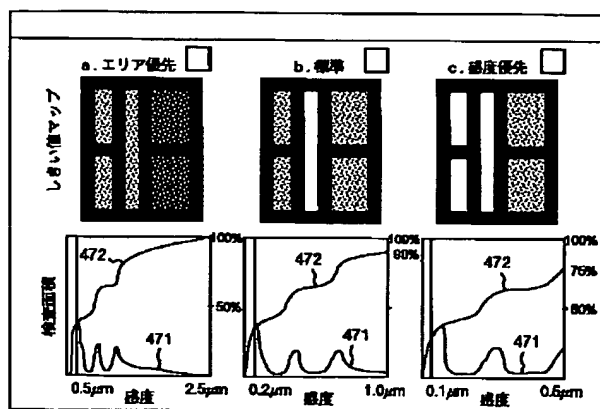 a.エリア優先
b.標準
c.感度優先
しきい値マップ
検査面積
472
471
100%
50%
0.5μm
感度
2.5μm
472
471
100%
90%
0.2μm
感度
1.0μm
472
471
100%
75%
50%
0.1μm
感度
0.5μm